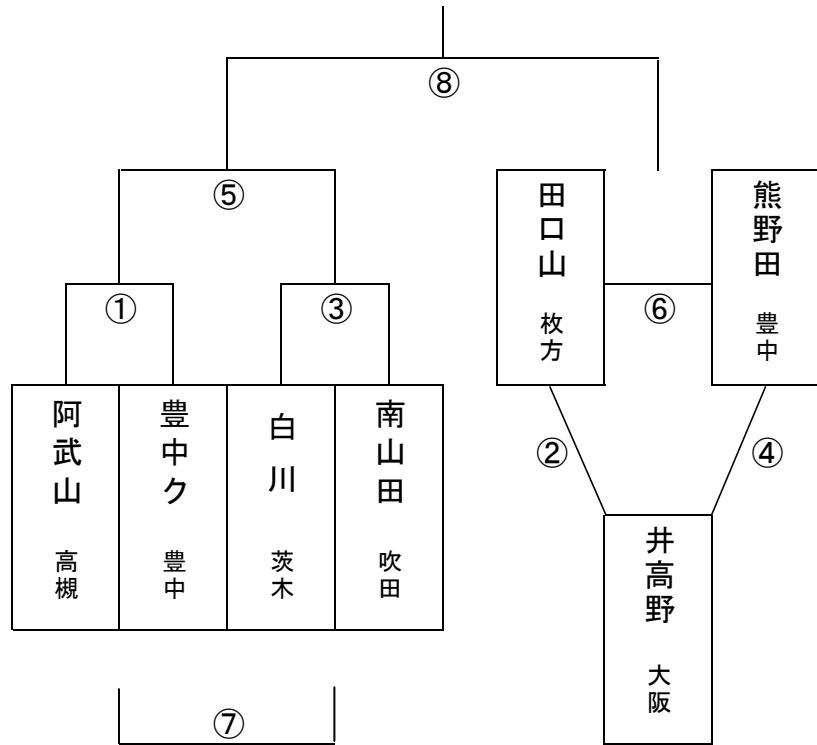 ⑧
⑤
①
③
⑥
②
④
⑦
阿武山 高槻
豊中ク 豊中
白川 茨木
南山田 吹田
田口山 枚方
熊野田 豊中
井高野 大阪